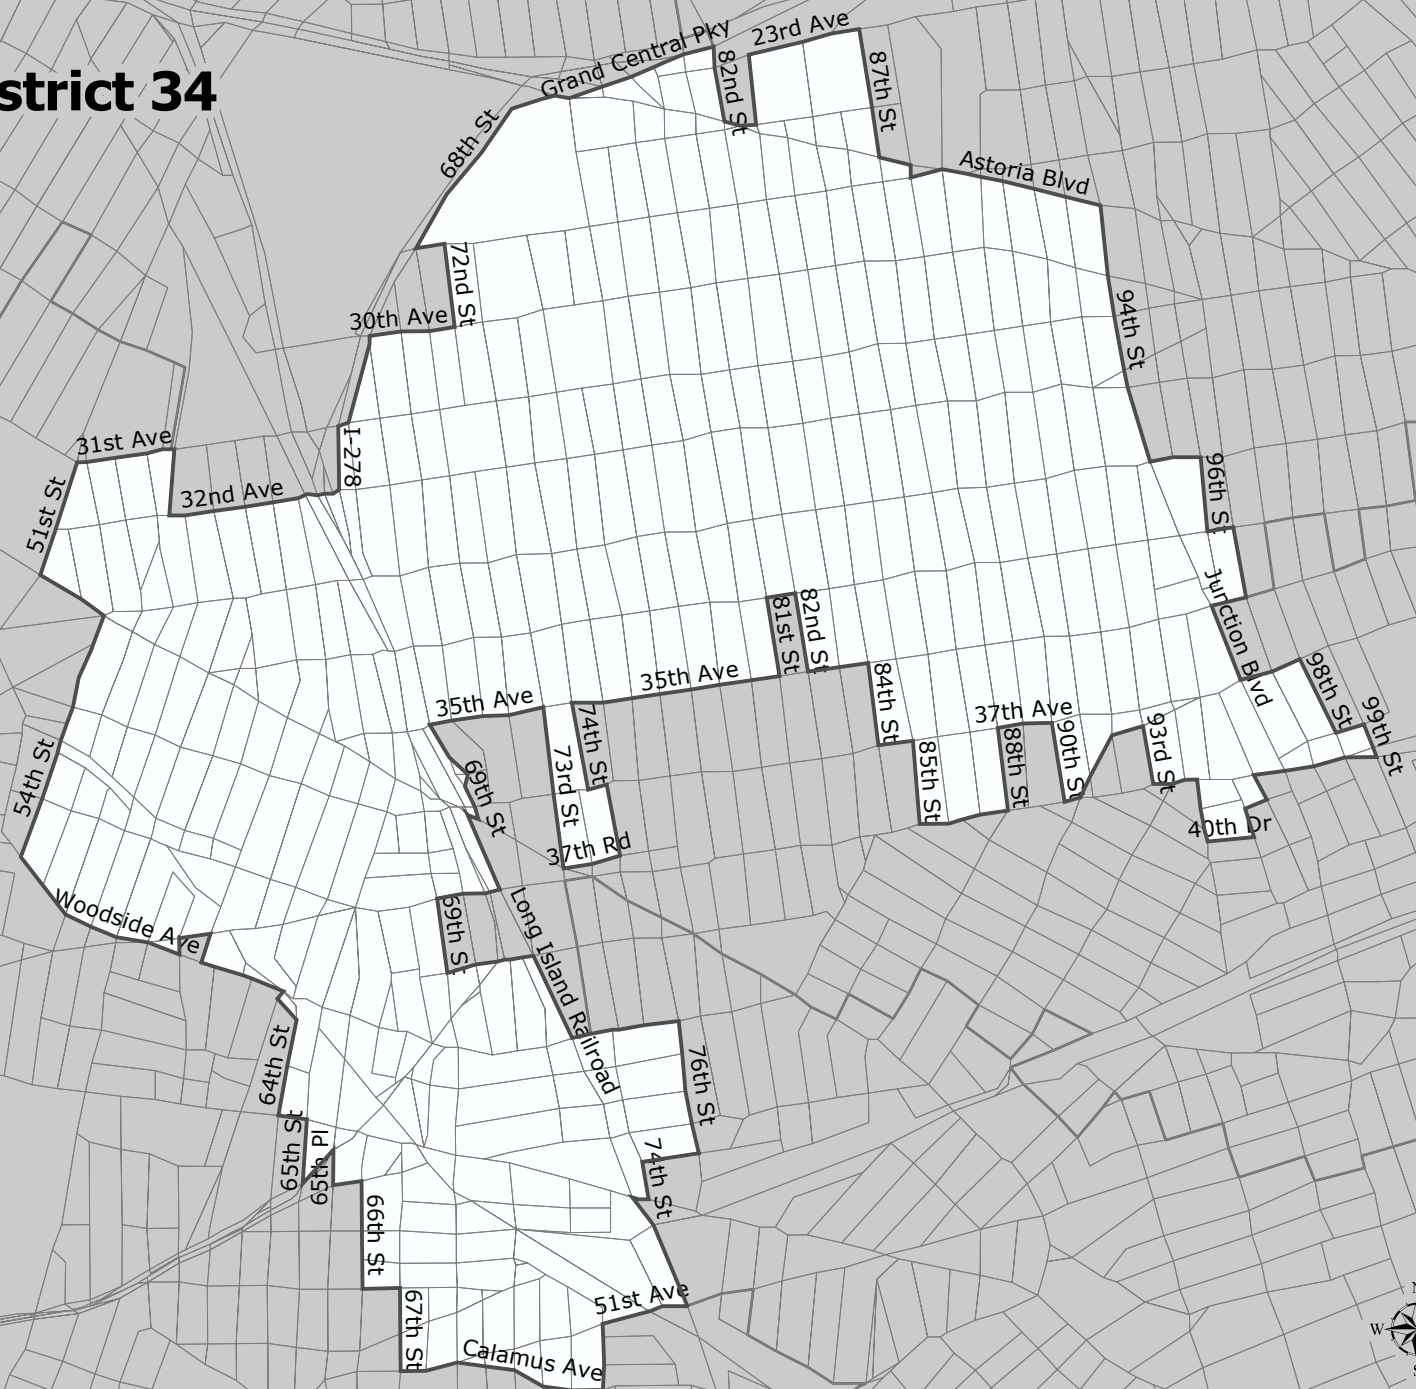 strict 34
Grand Central Pky
23rd Ave
82nd St
87th St
68th St
Astoria Blvd
72nd St
30th Ave
94th St
31st Ave
I-278
32nd Ave
51st St
96th St
Junction Blvd
81st St
82nd St
35th Ave
35th Ave
84th St
98th St
99th St
74th St
37th Ave
93rd St
90th St
88th St
85th St
54th St
73rd St
69th St
40th Dr
37th Rd
Woodside Ave
69th S
Long Island Railroad
64th St
76th St
65th St
65th Pl
74th St
66th St
51st Ave
67th St
Calamus Ave
W